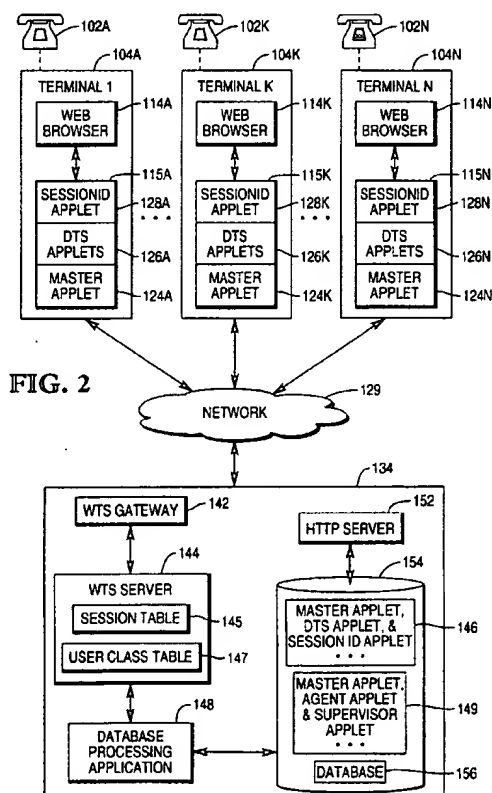 102A
102K
102N
104A
104K
104N
TERMINAL 1
114A
TERMINAL K
114K
TERMINAL N
114N
WEB
BROWSER
WEB
BROWSER
WEB
BROWSER
115A
115K
115N
SESSIONID
APPLET
128A
SESSIONID
APPLET
128K
SESSIONID
APPLET
128N
. . .
. . .
DTS
APPLETS
126A
DTS
APPLETS
126K
DTS
APPLETS
126N
MASTER
APPLET
124A
MASTER
APPLET
124K
MASTER
APPLET
124N
FIG. 2
129
NETWORK
134
WTS GATEWAY
142
152
HTTP SERVER
144
154
WTS SERVER
SESSION TABLE
145
USER CLASS TABLE
147
MASTER APPLET,
DTS APPLET, &
SESSION ID APPLET
. . .
146
148
DATABASE
PROCESSING
APPLICATION
MASTER APPLET,
AGENT APPLET
& SUPERVISOR
APPLET
. . .
149
DATABASE
156